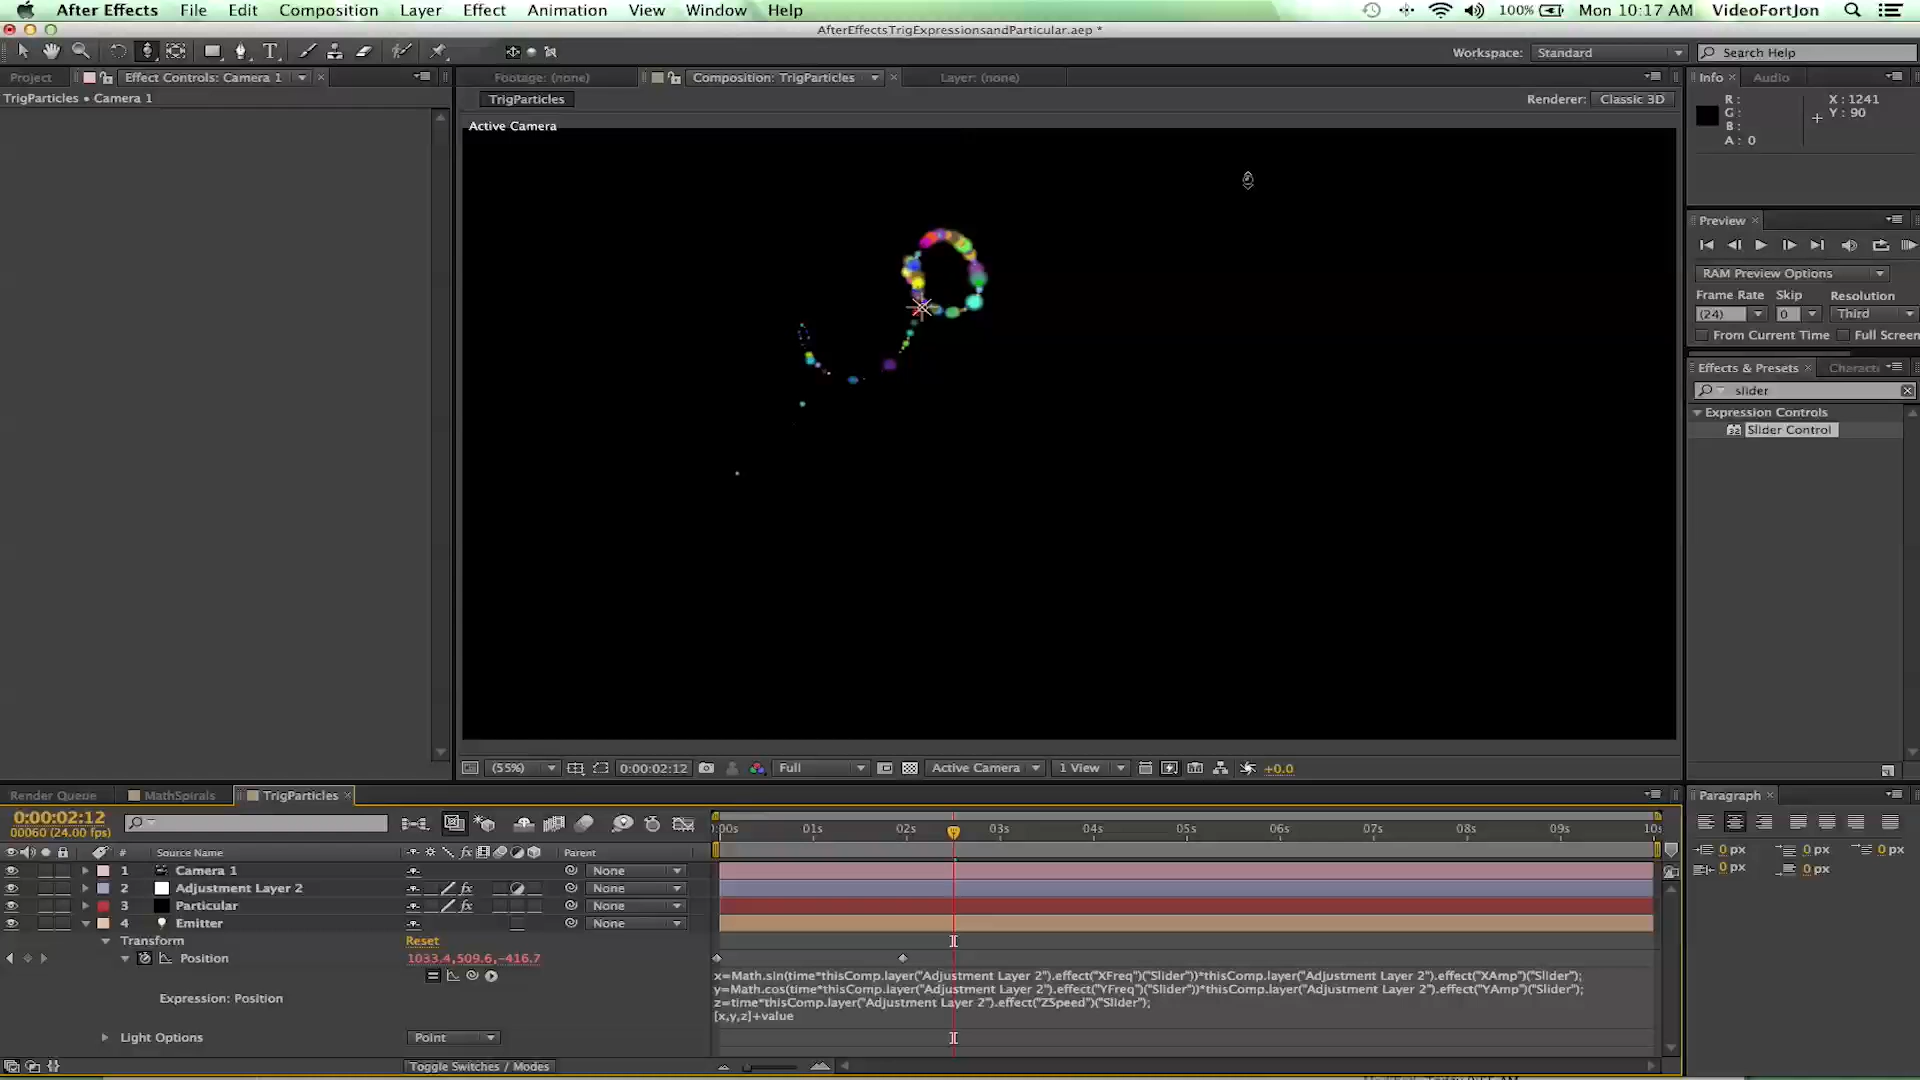 After Effects File Edit Composition Layer Effect Animation View Window Help 100% Mon 10:17 AM VideoFortJon
AfterEffectsTrigExpressionsandParticular.aep *
Workspace: Standard Search Help
Project Effect Controls: Camera 1 Footage: (none) Composition: TrigParticles Layer: (none) Info Audio
TrigParticles • Camera 1 TrigParticles Renderer: Classic 3D
R: X: 1241
G: Y: 90
B:
A: 0
Active Camera
Preview
RAM Preview Options
Frame Rate Skip Resolution
(24) 0 Third
From Current Time Full Screen
Effects & Presets Characti
slider
Expression Controls
32 Slider Control
(55%) 0:00:02:12 Full Active Camera 1 View +0.0
Render Queue MathSpirals TrigParticles Paragraph
0:00:02:12
00060 (24.00 fps)
:00s 01s 02s 03s 04s 05s 06s 07s 08s 09s 10s
0 px 0 px 0 px
0 px 0 px
# Source Name fx Parent
1 Camera 1 None
2 Adjustment Layer 2 fx None
3 Particular fx None
4 Emitter None
Transform Reset
Position 1033.4,509.6,-416.7
x=Math.sin(time*thisComp.layer("Adjustment Layer 2").effect("XFreq")("Slider"))*thisComp.layer("Adjustment Layer 2").effect("XAmp")("Slider");
y=Math.cos(time*thisComp.layer("Adjustment Layer 2").effect("YFreq")("Slider"))*thisComp.layer("Adjustment Layer 2").effect("YAmp")("Slider");
Expression: Position
z=time*thisComp.layer("Adjustment Layer 2").effect("ZSpeed")("Slider");
[x,y,z]+value
Light Options Point
Toggle Switches / Modes